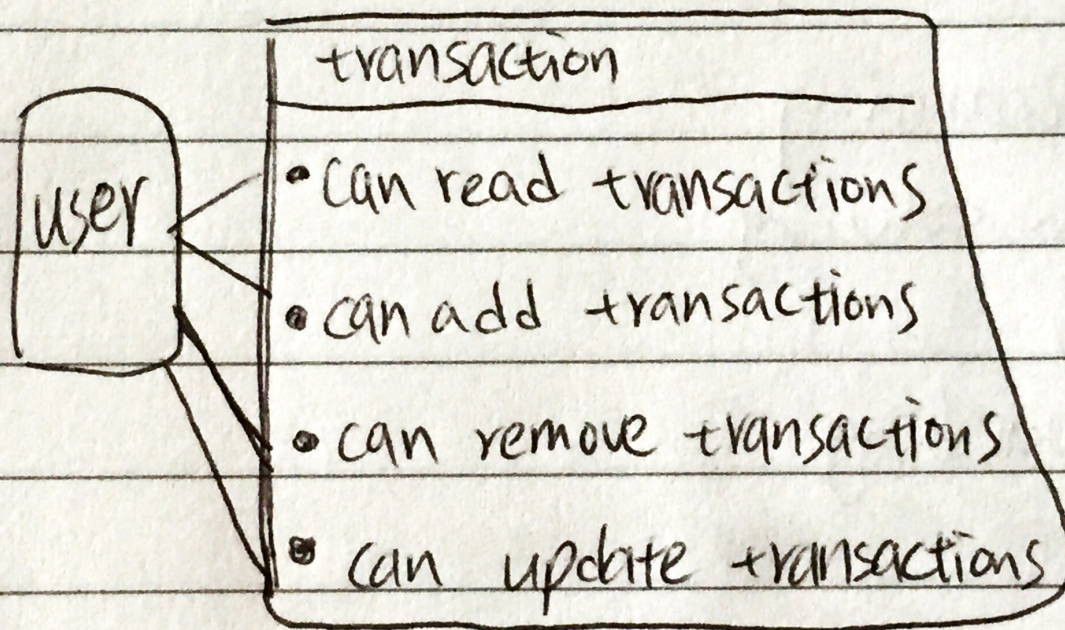 transaction
user
• can read transactions
• can add transactions
• can remove transactions
• can update transactions